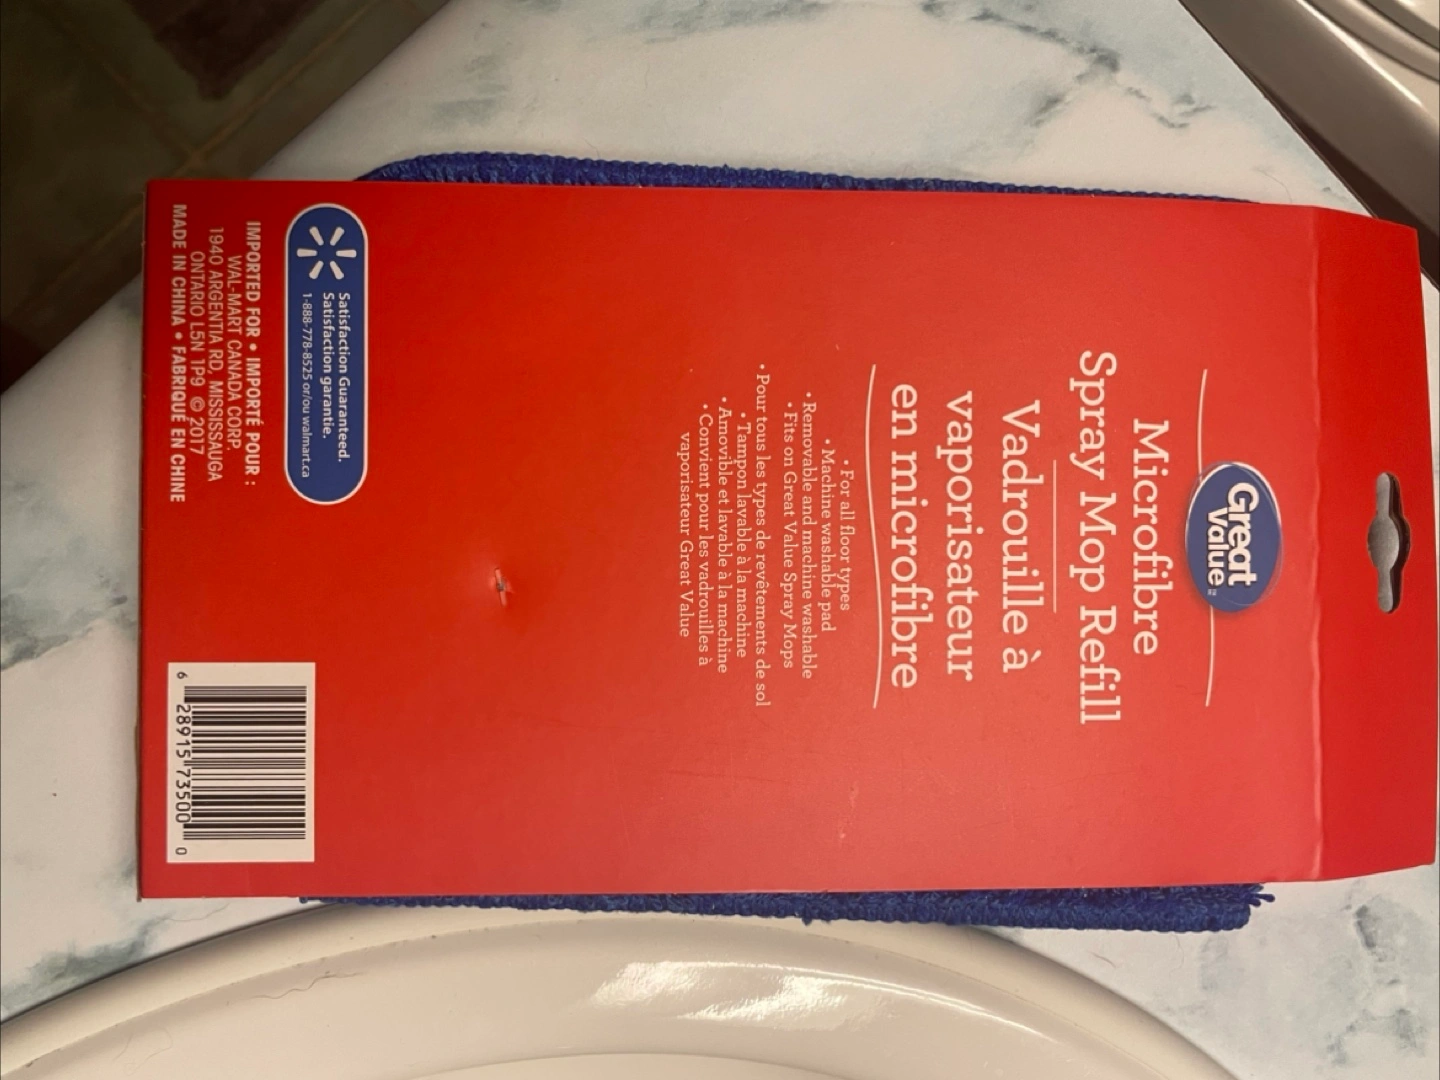 Great
Value™
Microfibre
Spray Mop Refill
Vadrouille à
vaporisateur
en microfibre
• For all floor types
• Machine washable pad
• Removable and machine washable
• Fits on Great Value Spray Mops
• Pour tous les types de revêtements de sol
• Tampon lavable à la machine
• Amovible et lavable à la machine
• Convient pour les vadrouilles à
vaporisateur Great Value
Satisfaction Guaranteed.
Satisfaction garantie.
1-888-778-8525 or/ou walmart.ca
IMPORTED FOR • IMPORTÉ POUR :
WAL-MART CANADA CORP.
1940 ARGENTIA RD, MISSISSAUGA
ONTARIO L5N 1P9 © 2017
MADE IN CHINA • FABRIQUÉ EN CHINE
6 28915 73500 0